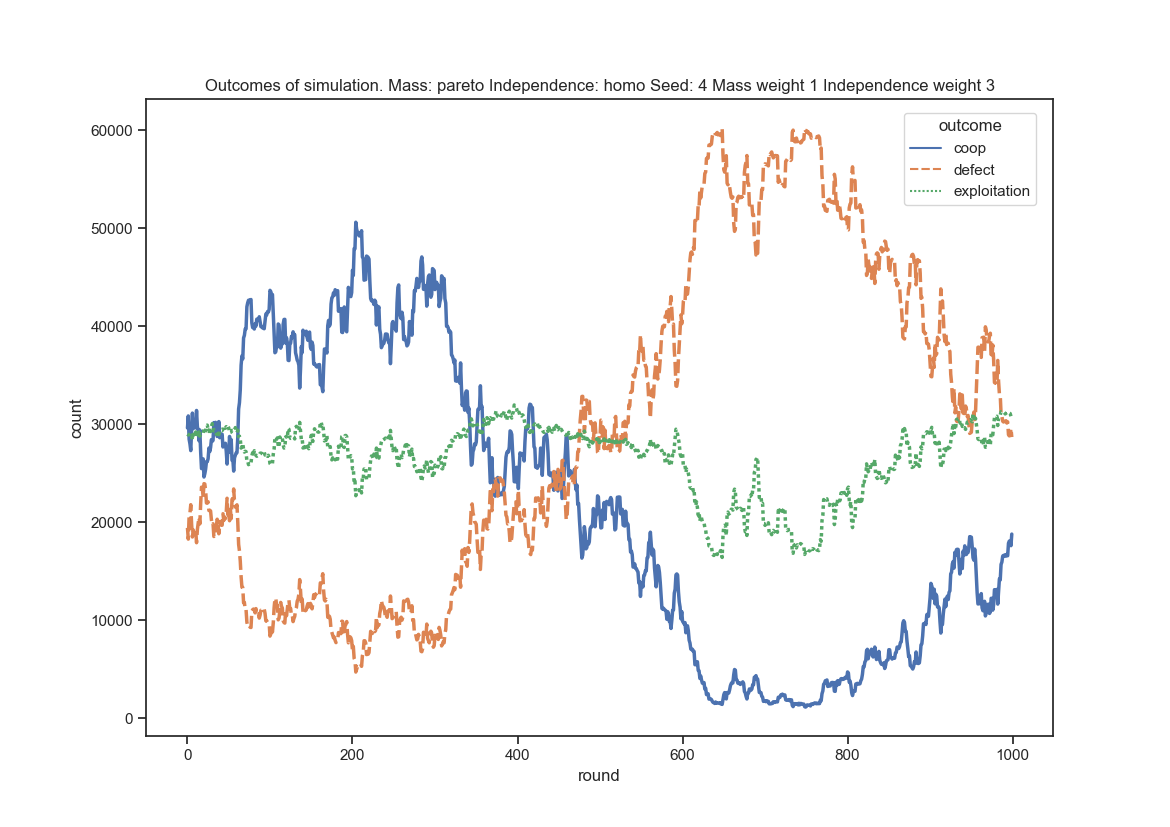 Outcomes of simulation. Mass: pareto Independence: homo Seed: 4 Mass weight 1 Independence weight 3
outcome
coop
defect
exploitation
count
60000
50000
40000
30000
20000
10000
0
0 200 400 600 800 1000
round